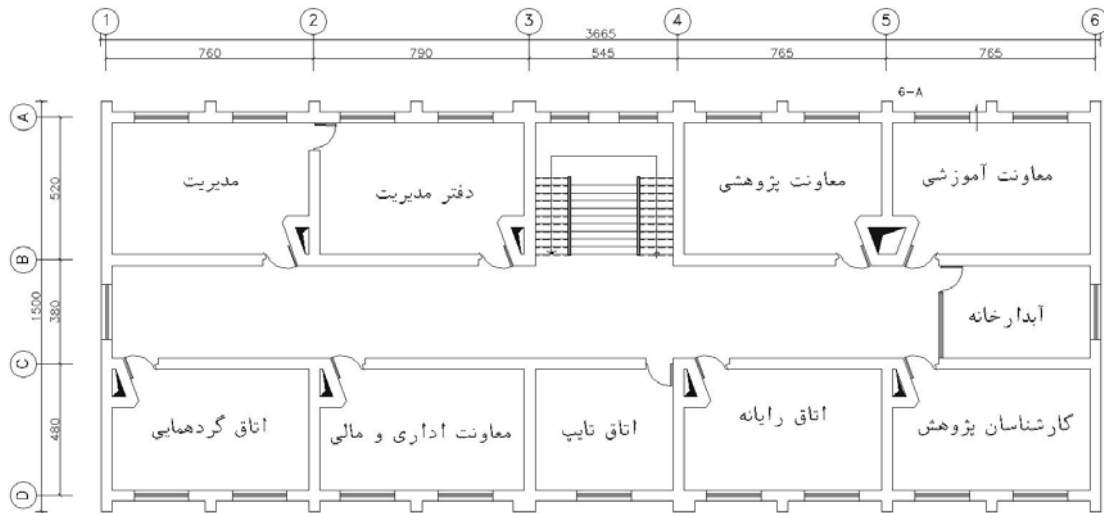 1 2 3 4 5 6
3665
760 790 545 765 765
6-A
A
B
C
D
520
380
480
1500
مدیریت
دفتر مدیریت
معاونت پژوهشی
معاونت آموزشی
آبدارخانه
اتاق گردهمایی
معاونت اداری و مالی
اتاق تایپ
اتاق رایانه
کارشناسان پژوهش